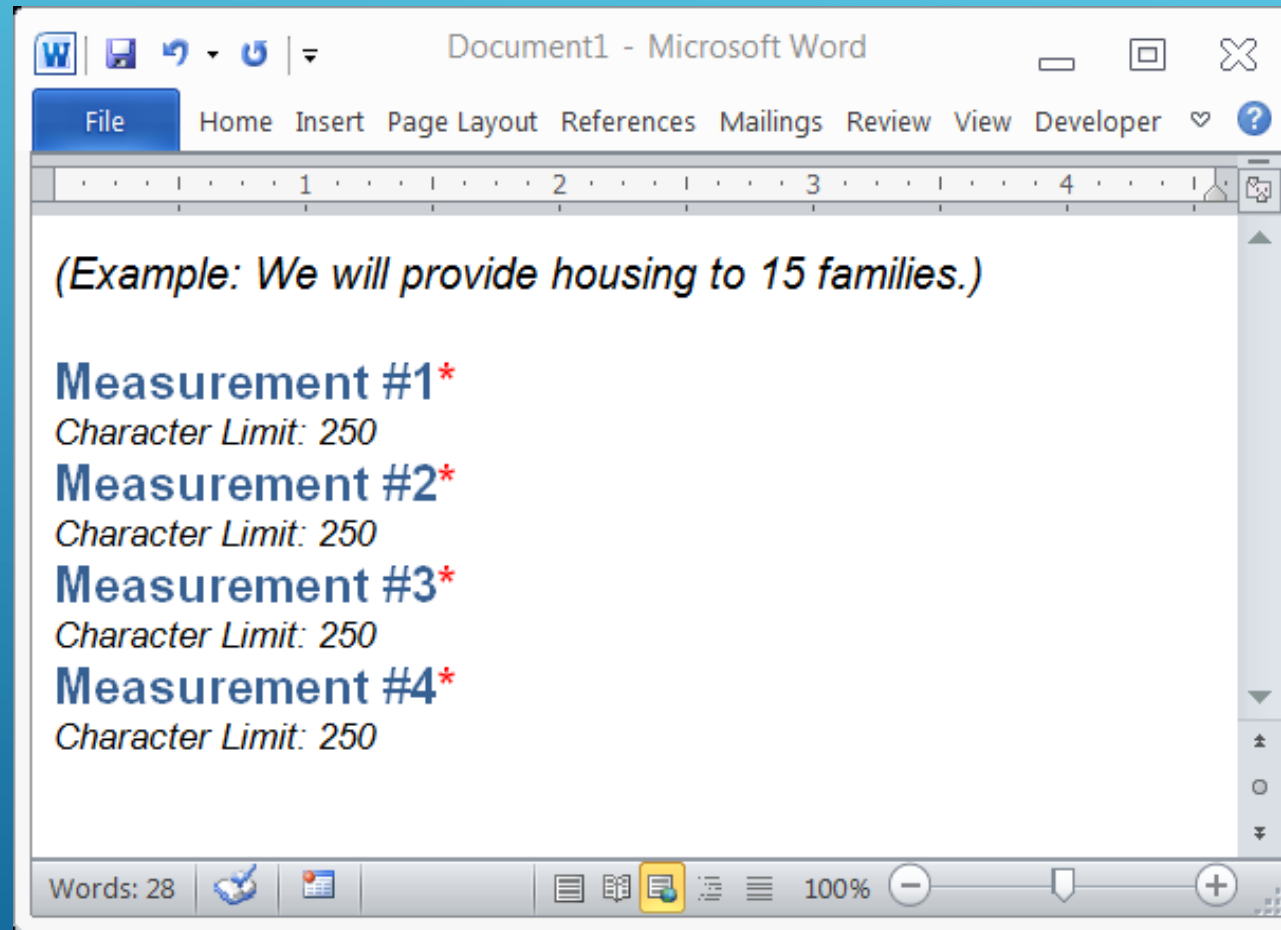 Document1 - Microsoft Word
File Home Insert Page Layout References Mailings Review View Developer
1 2 3 4
(Example: We will provide housing to 15 families.)
Measurement #1*
Character Limit: 250
Measurement #2*
Character Limit: 250
Measurement #3*
Character Limit: 250
Measurement #4*
Character Limit: 250
Words: 28 100%